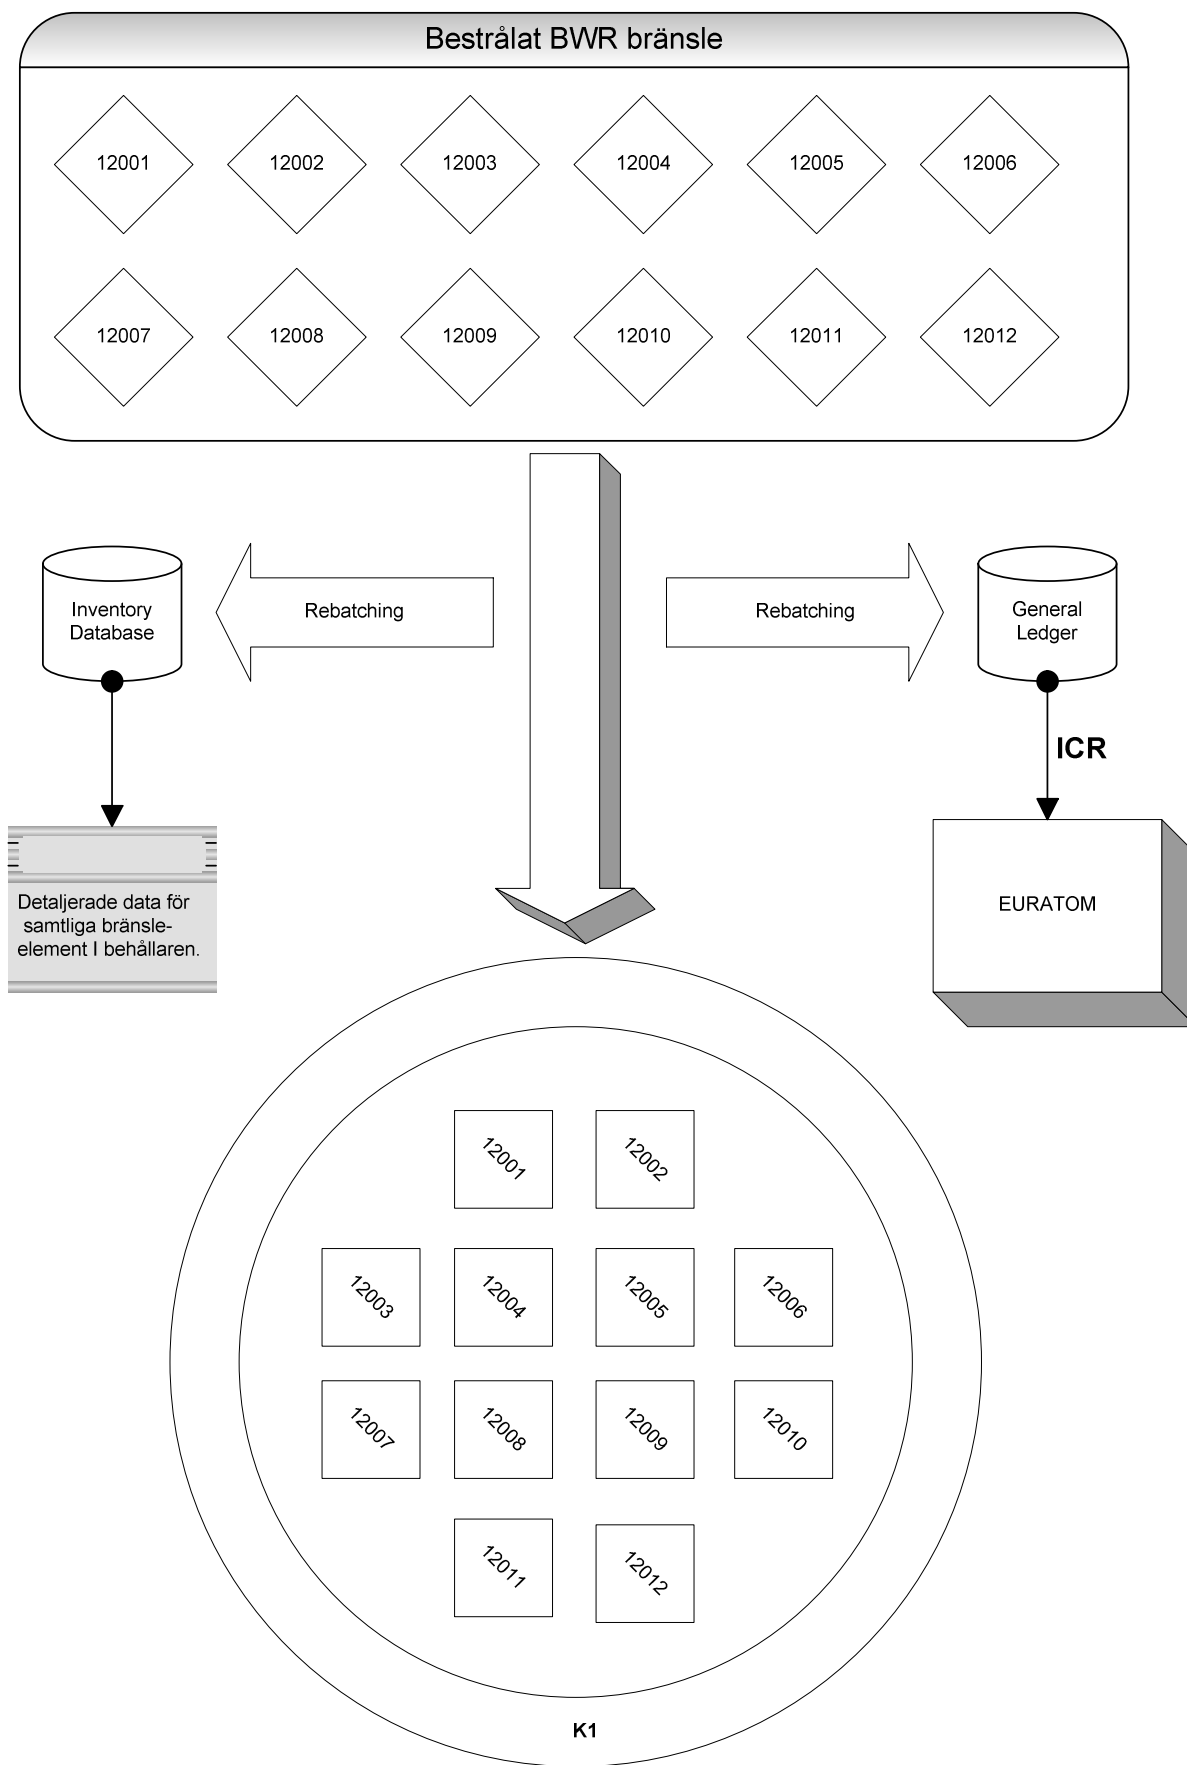 Bestrålat BWR bränsle
12001 12002 12003 12004 12005 12006
12007 12008 12009 12010 12011 12012
Inventory
Database
Rebatching
Rebatching
General
Ledger
ICR
Detaljerade data för
samtliga bränsle-
element I behållaren.
EURATOM
12001 12002
12003 12004 12005 12006
12007 12008 12009 12010
12011 12012
K1